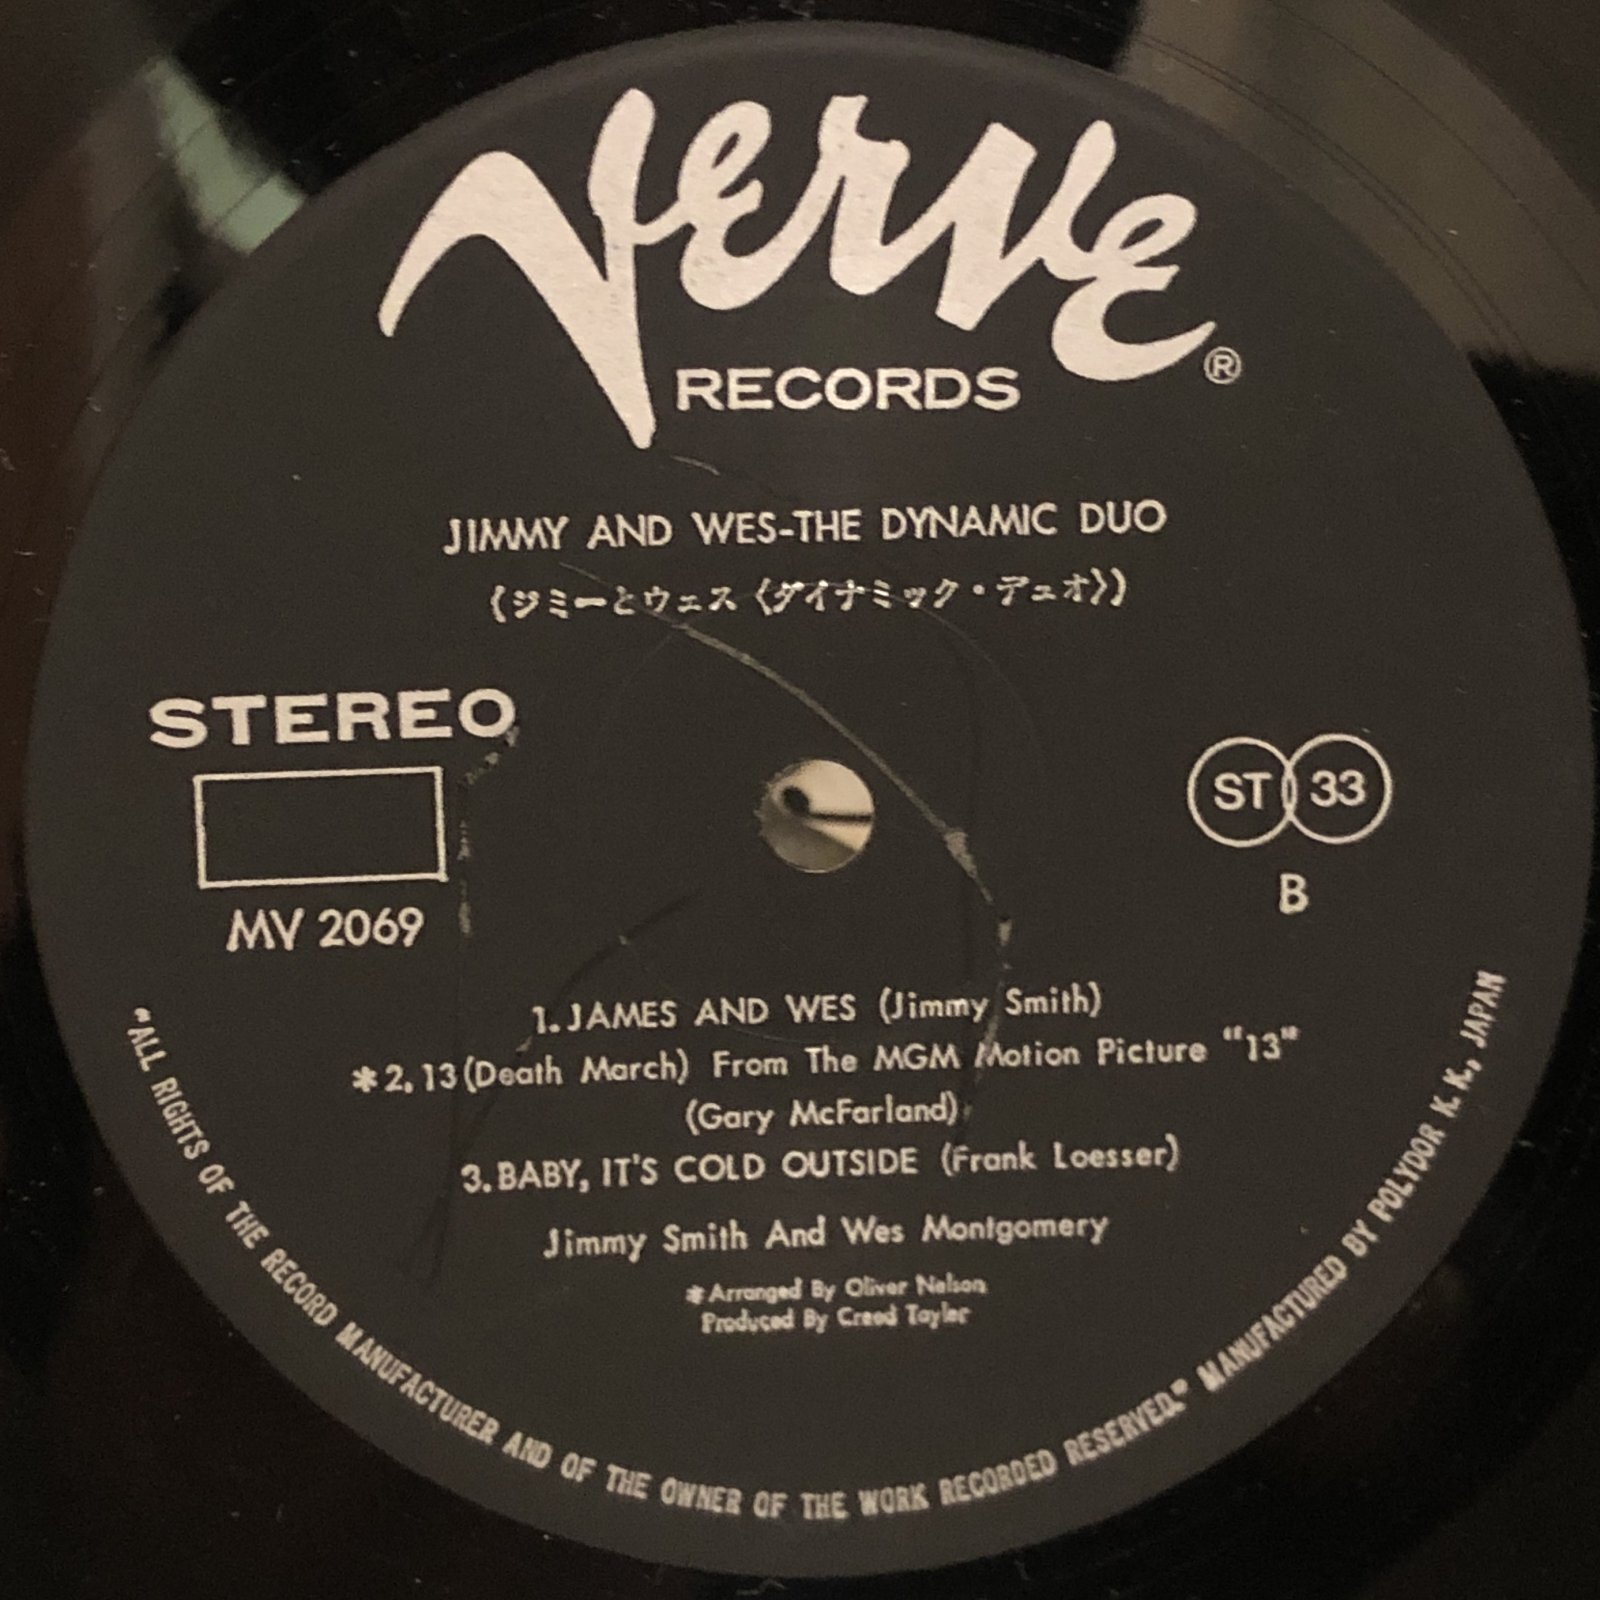 Verve
RECORDS ®
JIMMY AND WES-THE DYNAMIC DUO
(ジミーとウェス〈ダイナミック・デュオ〉)
STEREO
ST 33
MV 2069
B
1. JAMES AND WES (Jimmy Smith)
*2. 13 (Death March) From The MGM Motion Picture "13"
(Gary McFarland)
3. BABY, IT'S COLD OUTSIDE (Frank Loesser)
Jimmy Smith And Wes Montgomery
*Arranged By Oliver Nelson
Produced By Creed Taylor
"ALL RIGHTS OF THE RECORD MANUFACTURER AND OF THE OWNER OF THE WORK RECORDED RESERVED." MANUFACTURED BY POLYDOR K. K., JAPAN